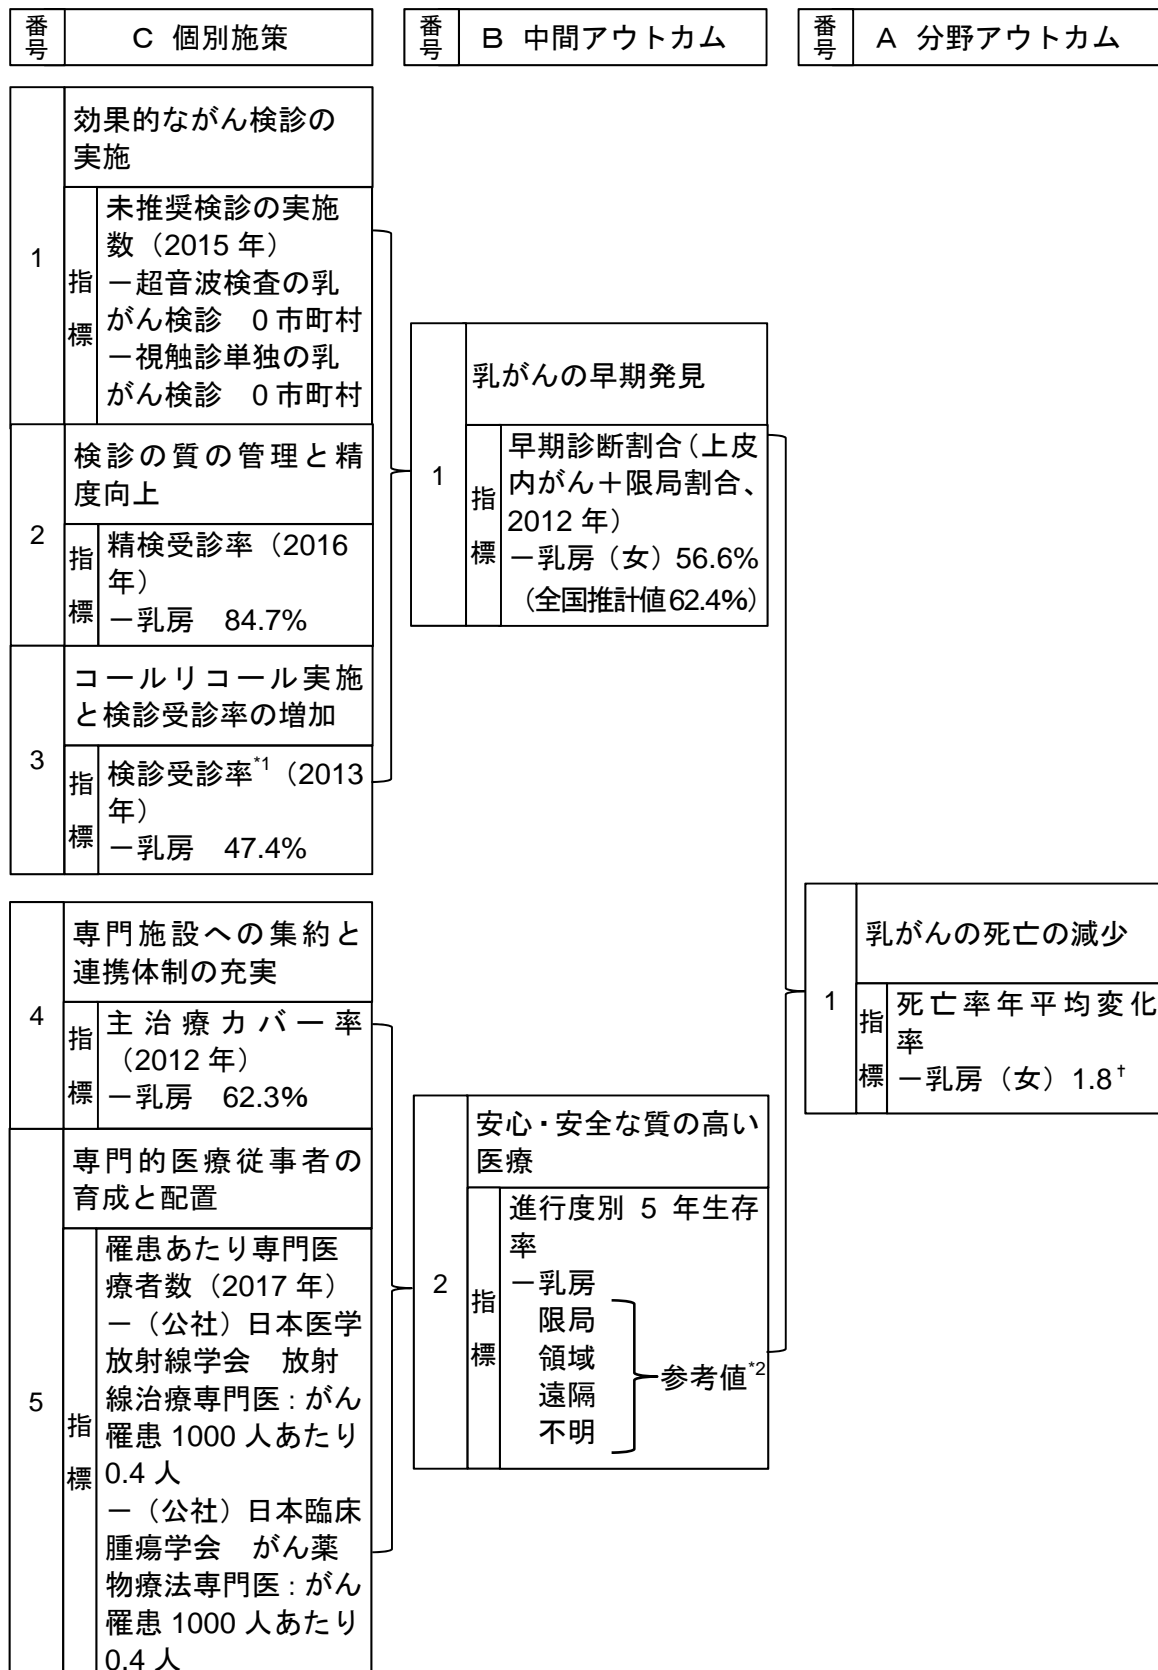 番号
C 個別施策
番号
B 中間アウトカム
番号
A 分野アウトカム
1
効果的ながん検診の
実施
指標
未推奨検診の実施
数（2015 年）
－超音波検査の乳
がん検診　0 市町村
－視触診単独の乳
がん検診　0 市町村
2
検診の質の管理と精
度向上
指標
精検受診率（2016
年）
－乳房　84.7%
3
コールリコール実施
と検診受診率の増加
指標
検診受診率*1（2013
年）
－乳房　47.4%
4
専門施設への集約と
連携体制の充実
指標
主治療カバー率
（2012 年）
－乳房　62.3%
5
専門的医療従事者の
育成と配置
指標
罹患あたり専門医
療者数（2017 年）
－（公社）日本医学
放射線学会　放射
線治療専門医：がん
罹患 1000 人あたり
0.4 人
－（公社）日本臨床
腫瘍学会　がん薬
物療法専門医：がん
罹患 1000 人あたり
0.4 人
1
乳がんの早期発見
指標
早期診断割合（上皮
内がん＋限局割合、
2012 年）
－乳房（女）56.6%
（全国推計値 62.4%）
2
安心・安全な質の高い
医療
指標
進行度別 5 年生存
率
－乳房
限局
領域
遠隔
不明
参考値*2
1
乳がんの死亡の減少
指標
死亡率年平均変化
率
－乳房（女）1.8†